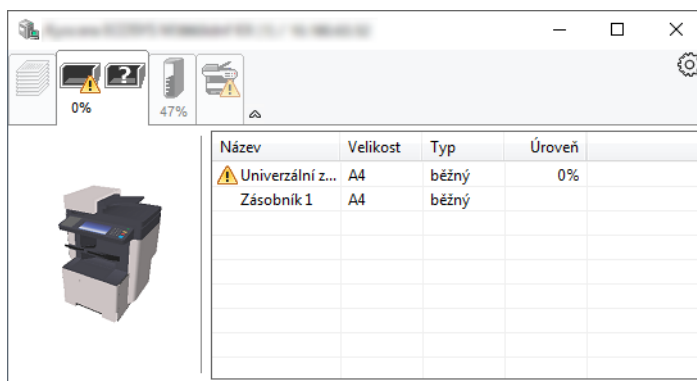 0%
47%
Název Velikost Typ Úroveň
Univerzální z... A4 běžný 0%
Zásobník 1 A4 běžný